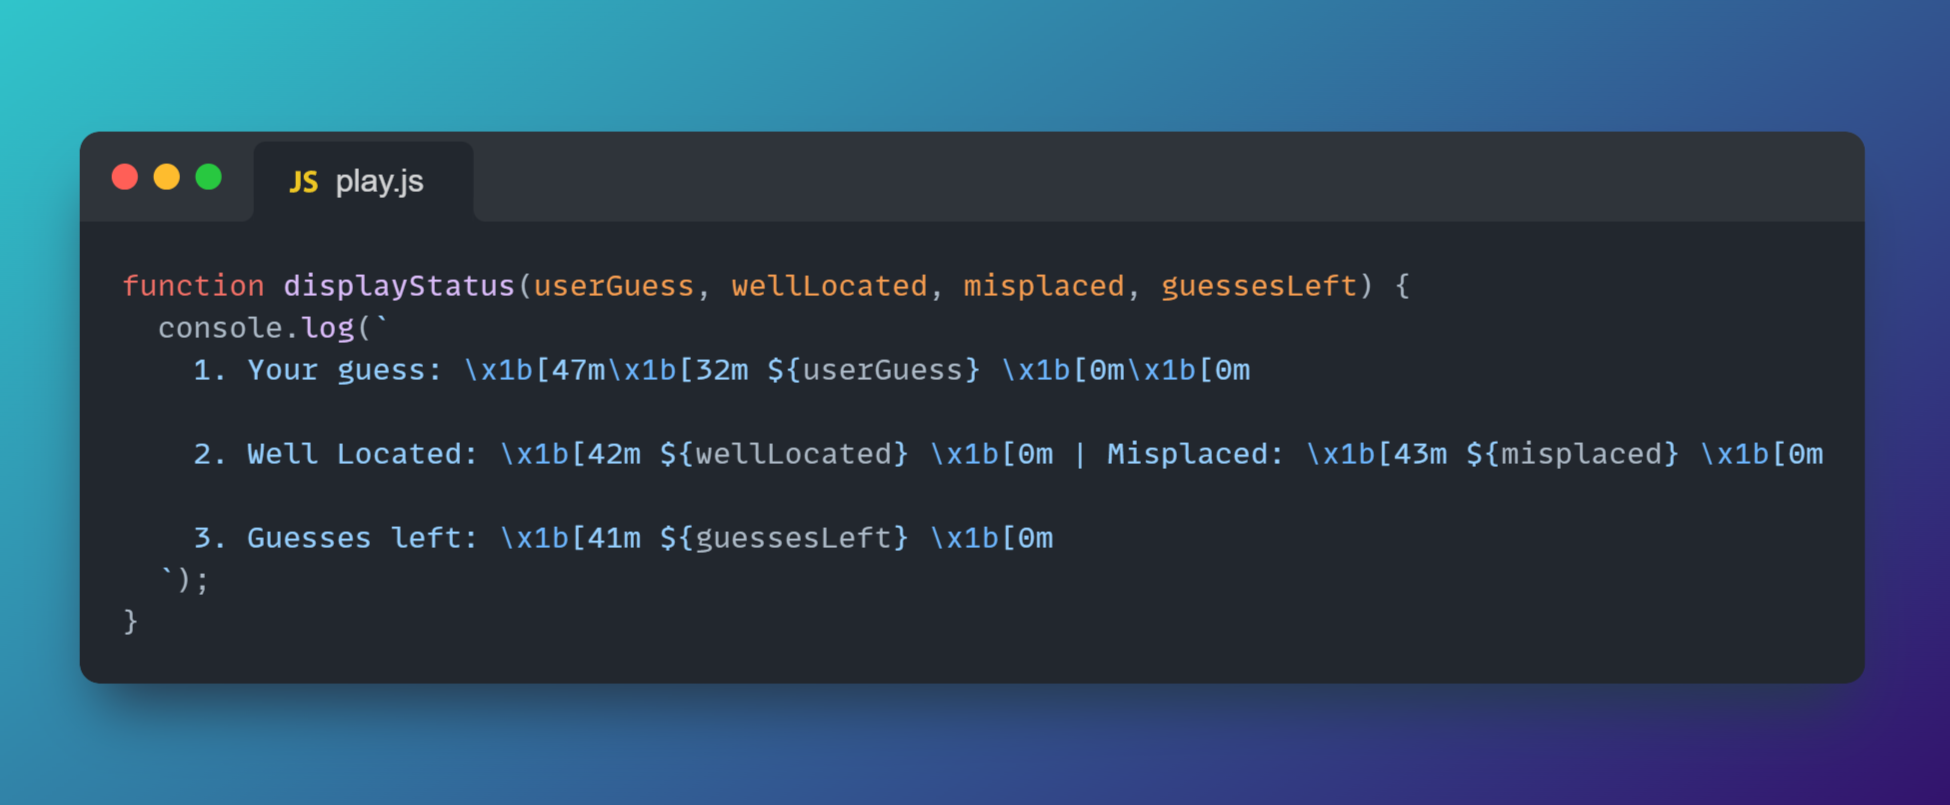 JS play.js
function displayStatus(userGuess, wellLocated, misplaced, guessesLeft) {
  console.log(`
    1. Your guess: \x1b[47m\x1b[32m ${userGuess} \x1b[0m\x1b[0m

    2. Well Located: \x1b[42m ${wellLocated} \x1b[0m | Misplaced: \x1b[43m ${misplaced} \x1b[0m

    3. Guesses left: \x1b[41m ${guessesLeft} \x1b[0m
  `);
}